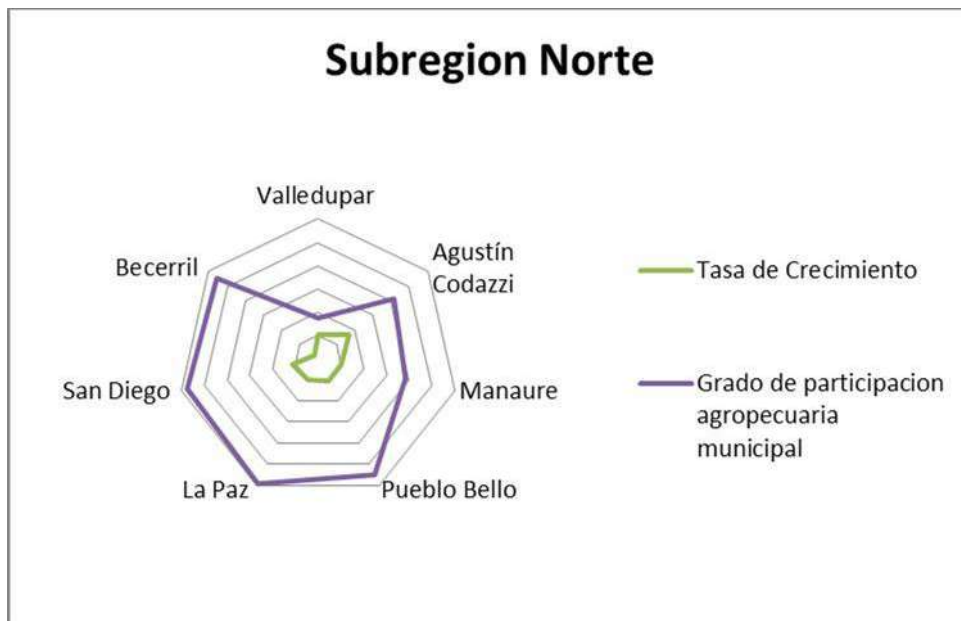 Subregion Norte
Valledupar
Agustín
Codazzi
Becerril
Tasa de Crecimiento
San Diego
Manaure
Grado de participacion
agropecuaria
municipal
La Paz
Pueblo Bello